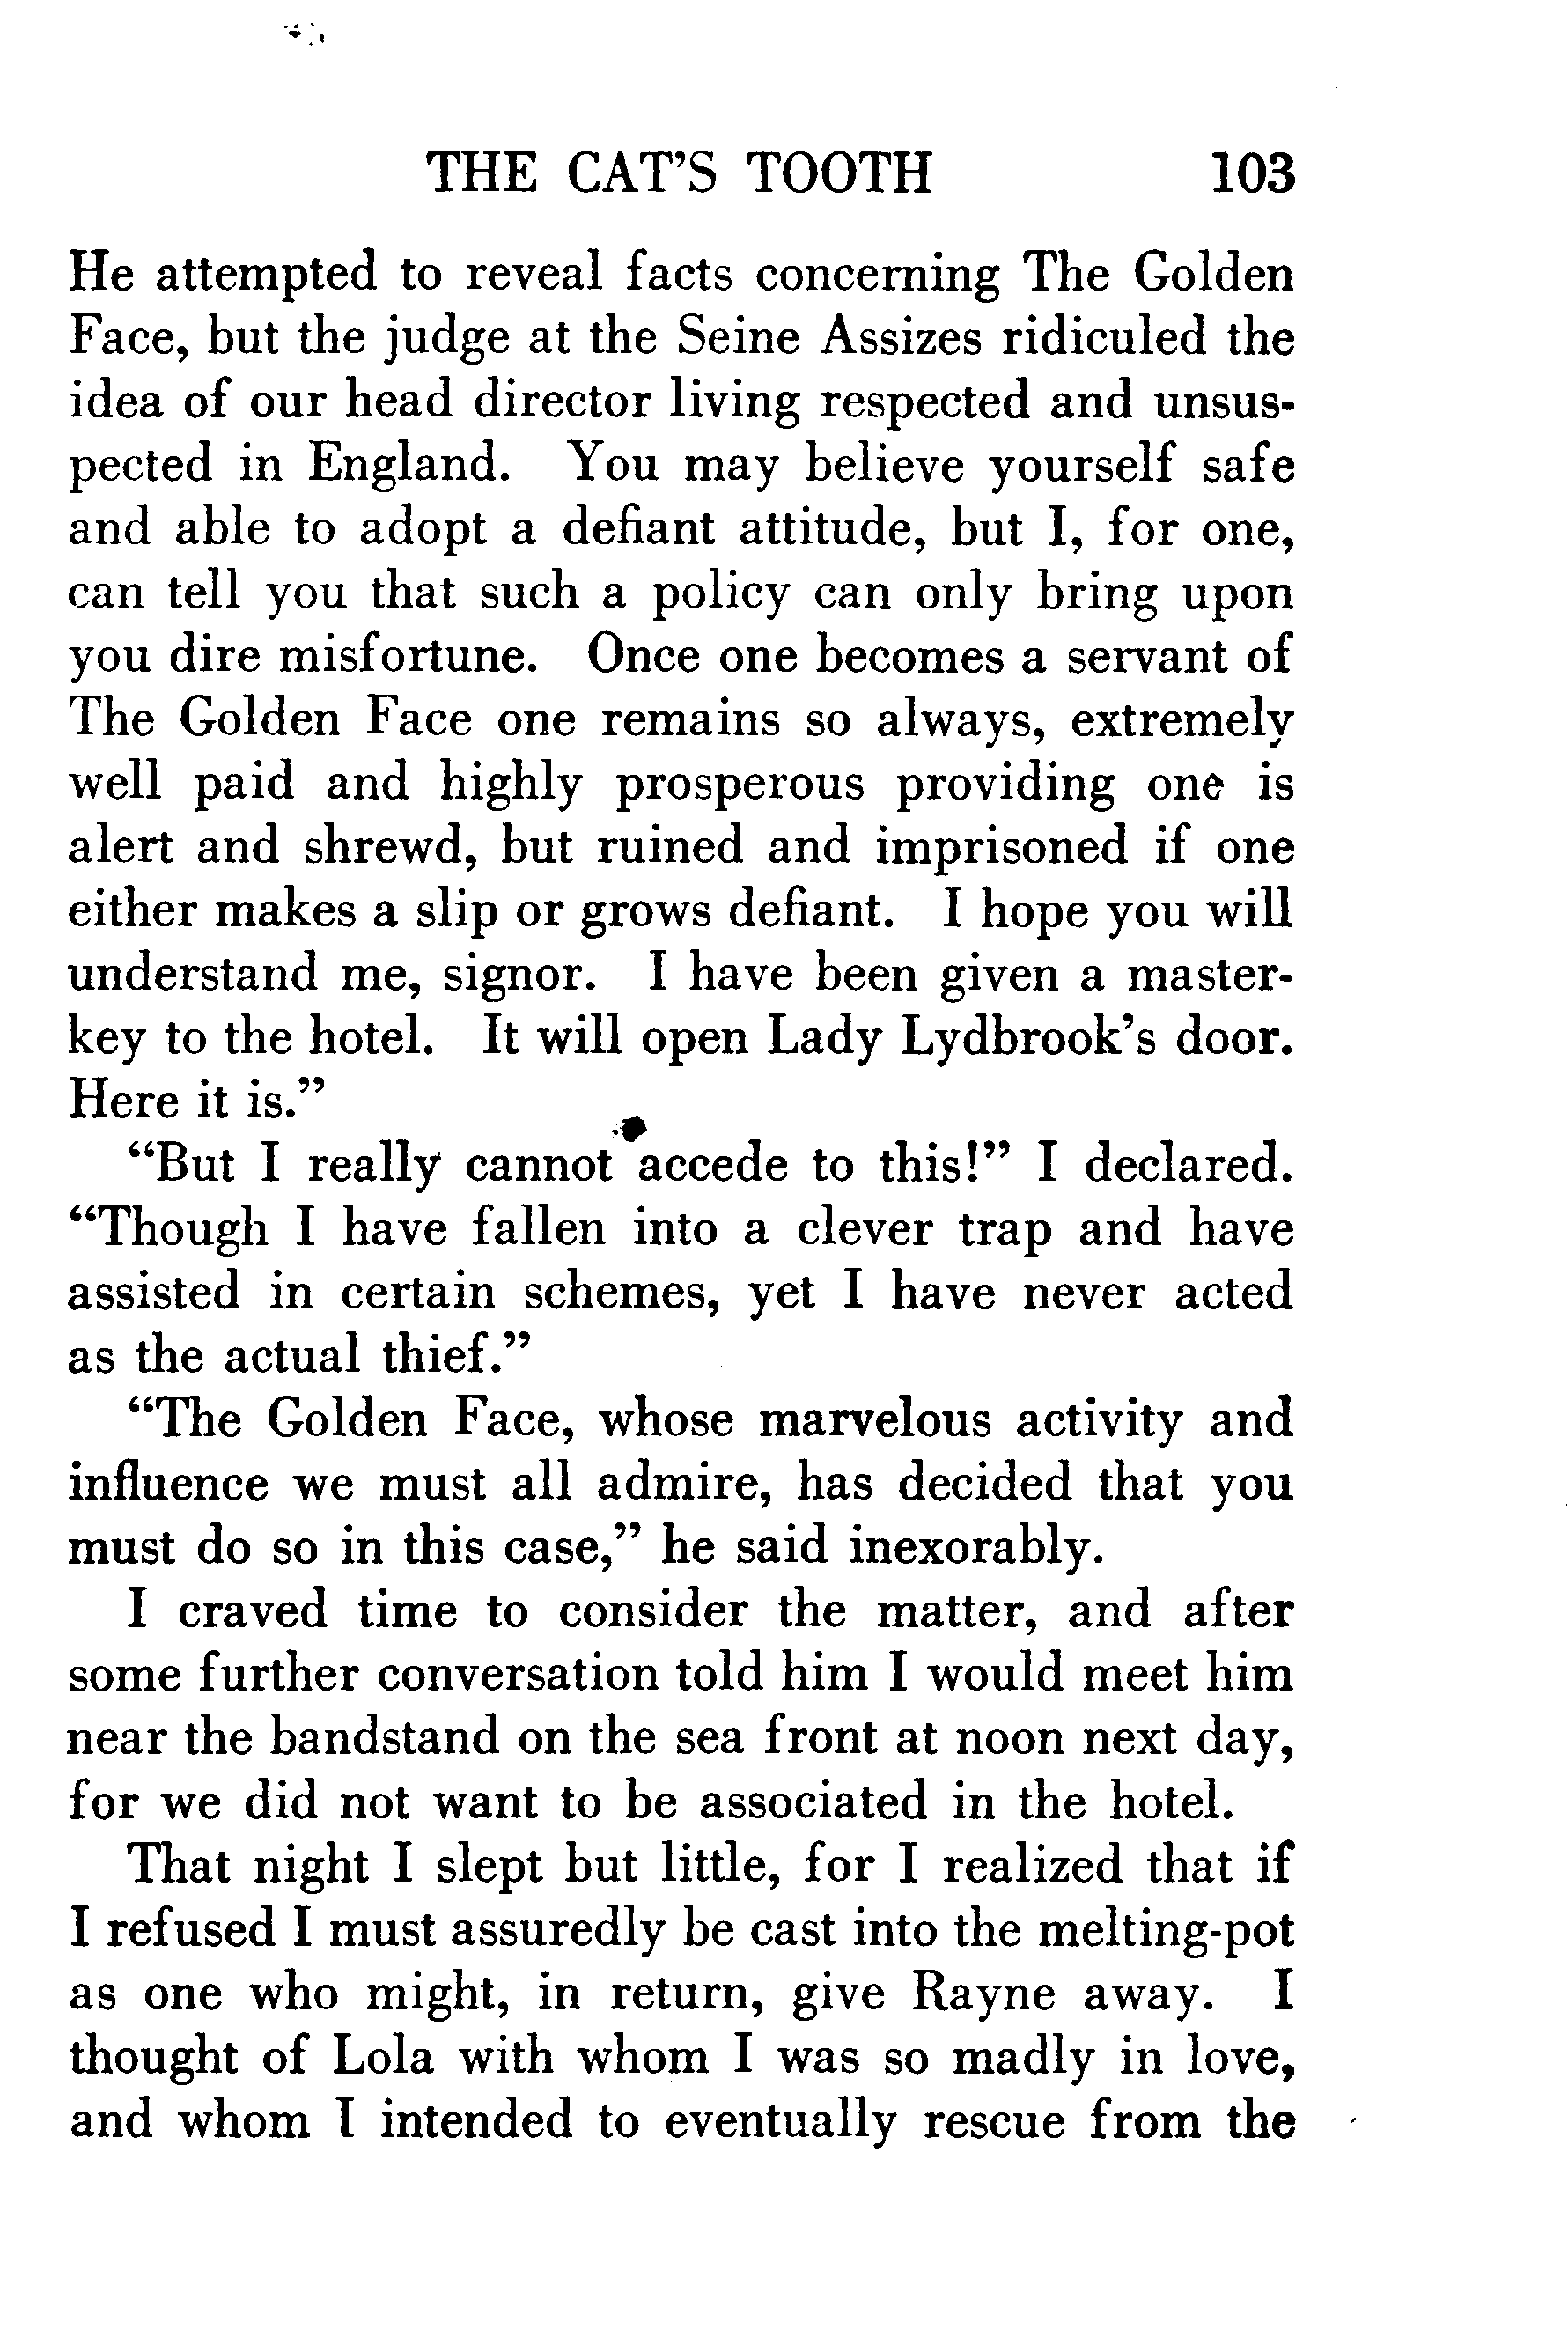 THE CAT'S TOOTH 103
He attempted to reveal facts concerning The Golden
Face, but the judge at the Seine Assizes ridiculed the
idea of our head director living respected and unsus-
pected in England. You may believe yourself safe
and able to adopt a defiant attitude, but I, for one,
can tell you that such a policy can only bring upon
you dire misfortune. Once one becomes a servant of
The Golden Face one remains so always, extremely
well paid and highly prosperous providing one is
alert and shrewd, but ruined and imprisoned if one
either makes a slip or grows defiant. I hope you will
understand me, signor. I have been given a master-
key to the hotel. It will open Lady Lydbrook's door.
Here it is.”
“But I really cannot accede to this!” I declared.
“Though I have fallen into a clever trap and have
assisted in certain schemes, yet I have never acted
as the actual thief.”
“The Golden Face, whose marvelous activity and
influence we must all admire, has decided that you
must do so in this case,” he said inexorably.
I craved time to consider the matter, and after
some further conversation told him I would meet him
near the bandstand on the sea front at noon next day,
for we did not want to be associated in the hotel.
That night I slept but little, for I realized that if
I refused I must assuredly be cast into the melting-pot
as one who might, in return, give Rayne away. I
thought of Lola with whom I was so madly in love,
and whom I intended to eventually rescue from the